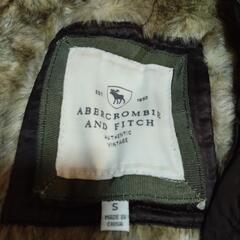 EST 1892
ABERCROMBIE
AND FITCH
AUTHENTIC
VINTAGE
S
MADE IN
CHINA